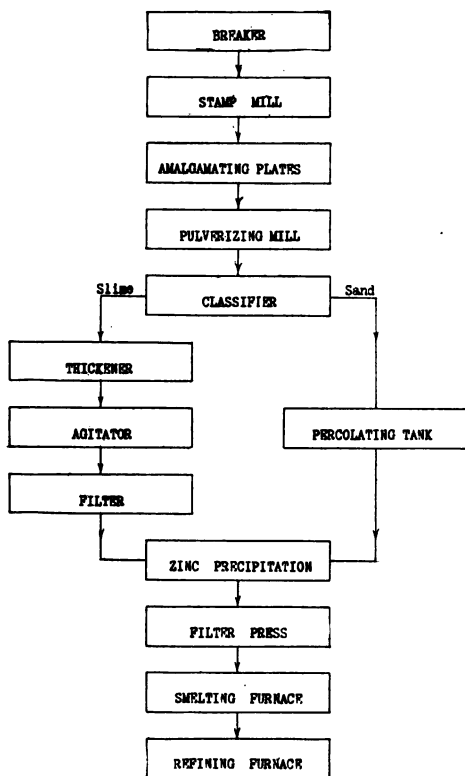 BREAKER
STAMP MILL
AMALGAMATING PLATES
PULVERIZING MILL
Slime
CLASSIFIER
Sand
THICKENER
AGITATOR
PERCOLATING TANK
FILTER
ZINC PRECIPITATION
FILTER PRESS
SMELTING FURNACE
REFINING FURNACE